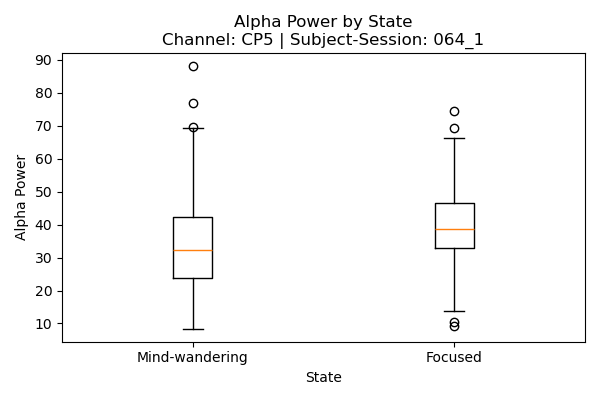 Alpha Power by State
Channel: CP5 | Subject-Session: 064_1
90
80
70
60
50
40
30
20
10
Alpha Power
Mind-wandering
Focused
State